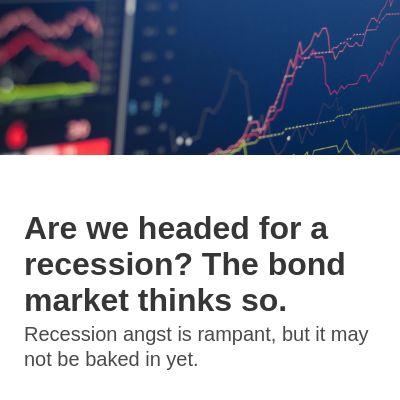 Are we headed for a
recession? The bond
market thinks so.
Recession angst is rampant, but it may
not be baked in yet.